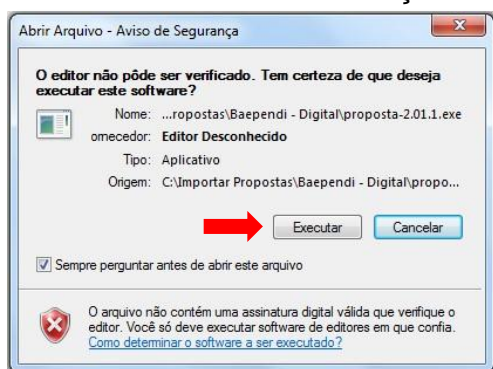 Abrir Arquivo - Aviso de Segurança
O editor não pôde ser verificado. Tem certeza de que deseja
executar este software?
Nome: ...ropostas\Baependi - Digital\proposta-2.01.1.exe
omecedor: Editor Desconhecido
Tipo: Aplicativo
Origem: C:\Importar Propostas\Baependi - Digital\propo...
Executar Cancelar
Sempre perguntar antes de abrir este arquivo
O arquivo não contém uma assinatura digital válida que verifique o
editor. Você só deve executar software de editores em que confia.
Como determinar o software a ser executado?